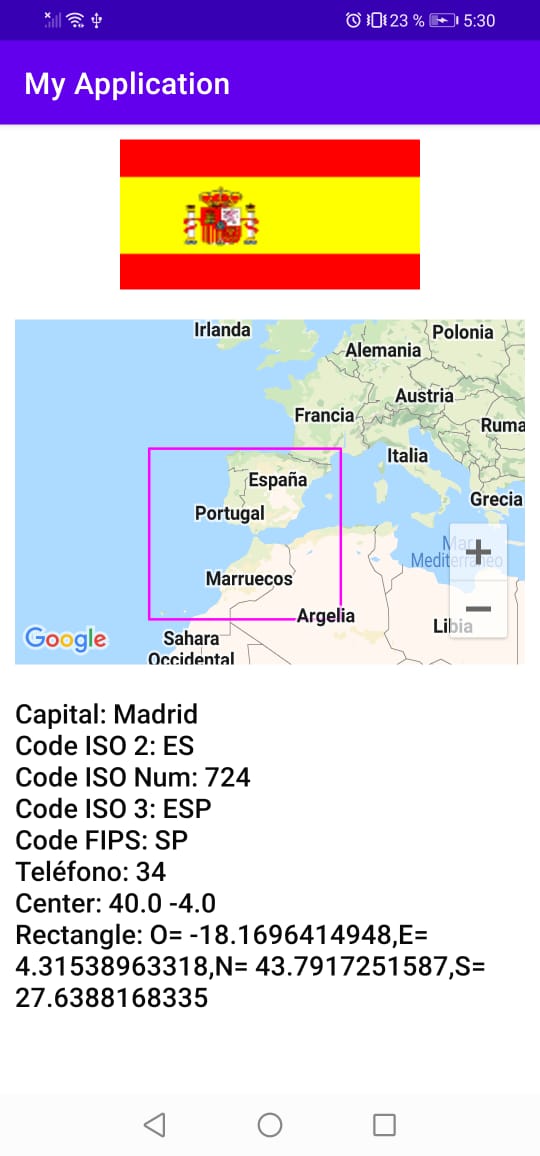 23 % 5:30
My Application
Irlanda
Polonia
Alemania
Austria
Francia
Ruma
Italia
España
Grecia
Portugal
Mar
Mediterráneo
Marruecos
Argelia
Libia
Google
Sahara
Occidental
Capital: Madrid
Code ISO 2: ES
Code ISO Num: 724
Code ISO 3: ESP
Code FIPS: SP
Teléfono: 34
Center: 40.0 -4.0
Rectangle: O= -18.1696414948,E=
4.31538963318,N= 43.7917251587,S=
27.6388168335